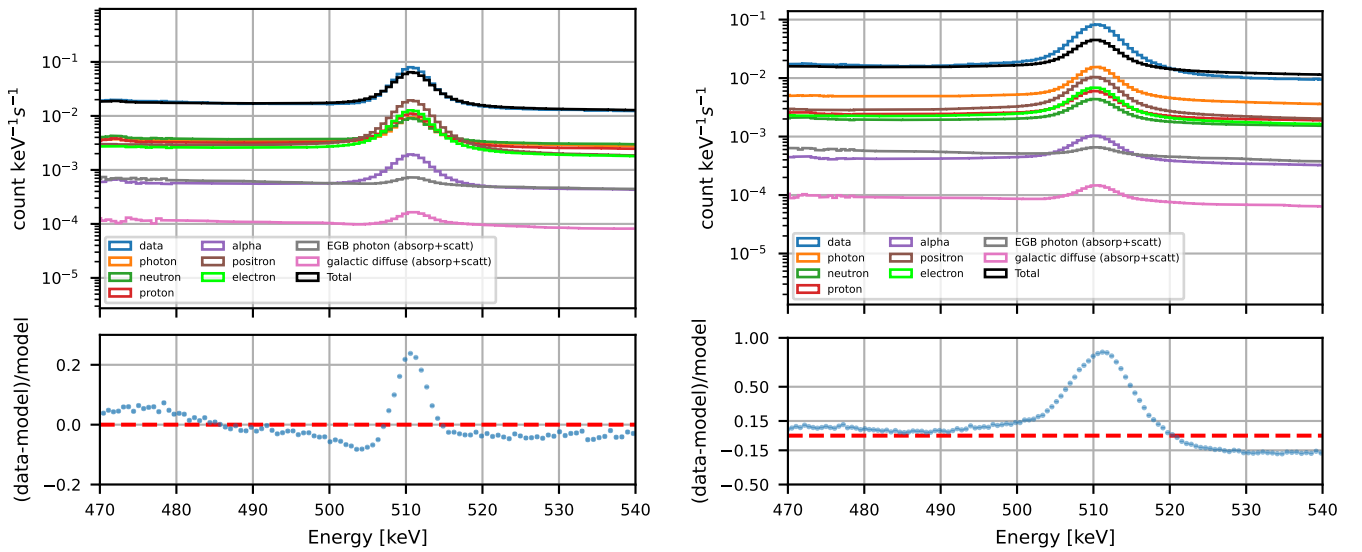 count keV⁻¹s⁻¹
10⁻¹
10⁻²
10⁻³
10⁻⁴
10⁻⁵
data
photon
neutron
proton
alpha
positron
electron
EGB photon (absorp+scatt)
galactic diffuse (absorp+scatt)
Total
(data-model)/model
0.2
0.0
−0.2
470 480 490 500 510 520 530 540
Energy [keV]
count keV⁻¹s⁻¹
10⁻¹
10⁻²
10⁻³
10⁻⁴
10⁻⁵
data
photon
neutron
proton
alpha
positron
electron
EGB photon (absorp+scatt)
galactic diffuse (absorp+scatt)
Total
(data-model)/model
1.00
0.50
0.15
−0.15
−0.50
470 480 490 500 510 520 530 540
Energy [keV]